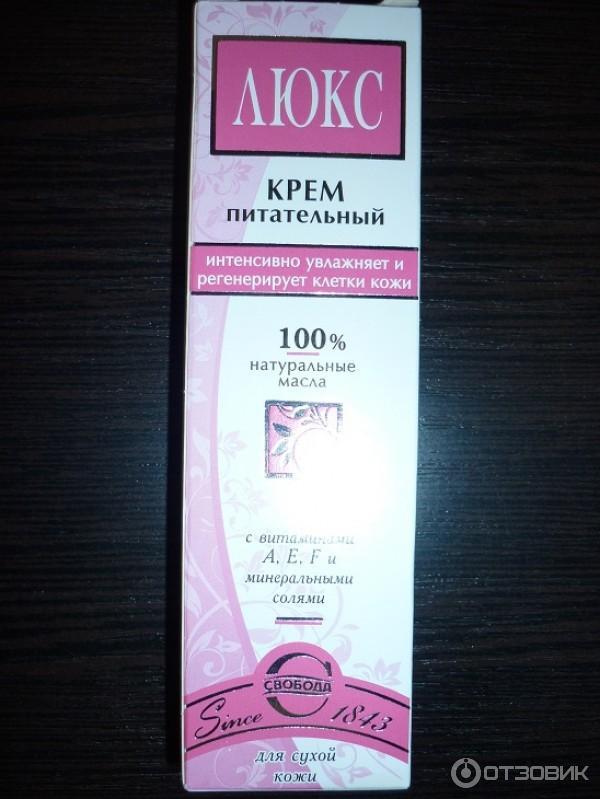 ЛЮКС
КРЕМ
питательный
интенсивно увлажняет и
регенерирует клетки кожи
100%
натуральные
масла
с витаминами
А, Е, F и
минеральными
солями
СВОБОДА
Since 1843
для сухой
кожи
ОТЗОВИК